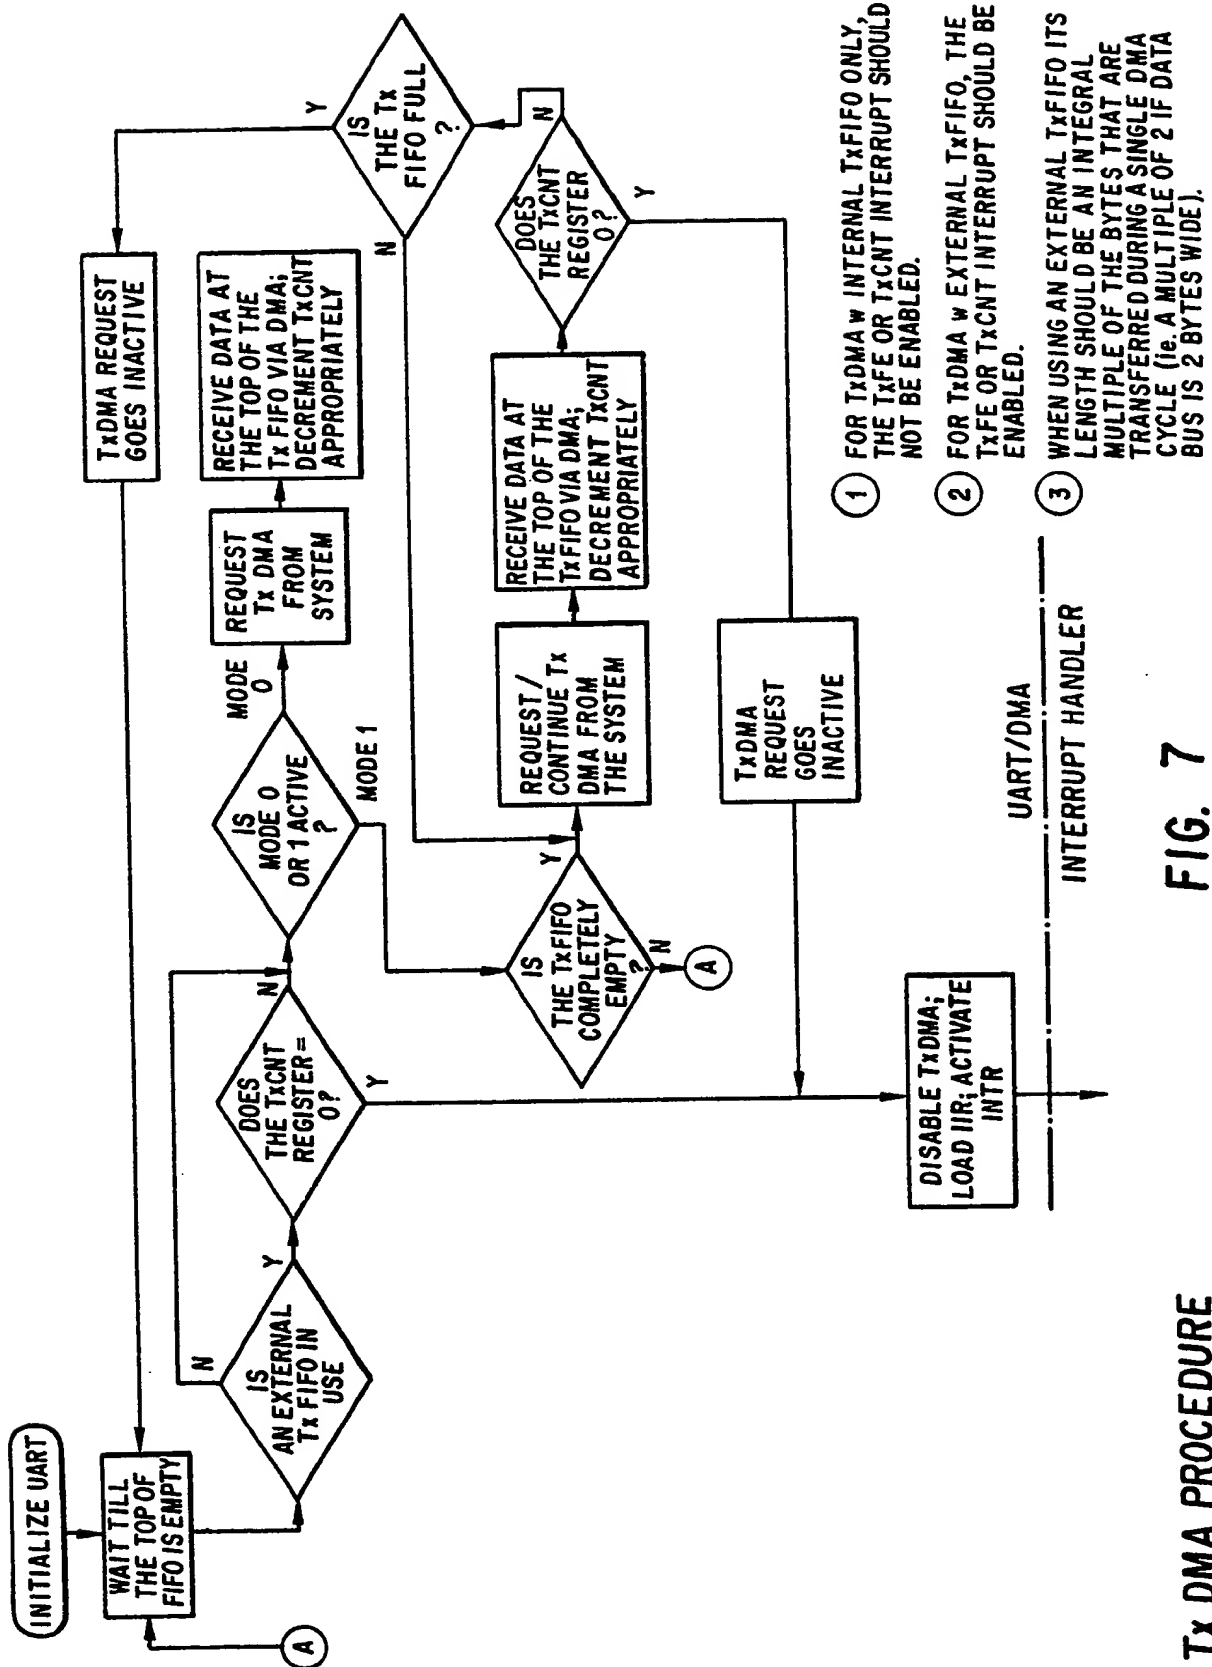 INITIALIZE UART
WAIT TILL
THE TOP OF
FIFO IS EMPTY
A
IS
AN EXTERNAL
Tx FIFO IN
USE
N
Y
DOES
THE TxCNT
REGISTER=
0?
N
Y
IS
MODE 0
OR 1 ACTIVE
?
MODE
0
MODE 1
REQUEST
Tx DMA
FROM
SYSTEM
RECEIVE DATA AT
THE TOP OF THE
Tx FIFO VIA DMA;
DECREMENT TxCNT
APPROPRIATELY
TxDMA REQUEST
GOES INACTIVE
Y
IS
THE Tx
FIFO FULL
?
N
IS
THE TxFIFO
COMPLETELY
EMPTY
?
Y
N
A
REQUEST/
CONTINUE Tx
DMA FROM
THE SYSTEM
RECEIVE DATA AT
THE TOP OF THE
TxFIFO VIA DMA;
DECREMENT TxCNT
APPROPRIATELY
DOES
THE TxCNT
REGISTER
0?
N
Y
TxDMA
REQUEST
GOES
INACTIVE
DISABLE TxDMA;
LOAD IIR; ACTIVATE
INTR
UART/DMA
INTERRUPT HANDLER
1 FOR TxDMA w INTERNAL TxFIFO ONLY,
THE TxFE OR TxCNT INTERRUPT SHOULD
NOT BE ENABLED.
2 FOR TxDMA w EXTERNAL TxFIFO, THE
TxFE OR TxCNT INTERRUPT SHOULD BE
ENABLED.
3 WHEN USING AN EXTERNAL TxFIFO ITS
LENGTH SHOULD BE AN INTEGRAL
MULTIPLE OF THE BYTES THAT ARE
TRANSFERRED DURING A SINGLE DMA
CYCLE (ie. A MULTIPLE OF 2 IF DATA
BUS IS 2 BYTES WIDE).
Tx DMA PROCEDURE
FIG. 7